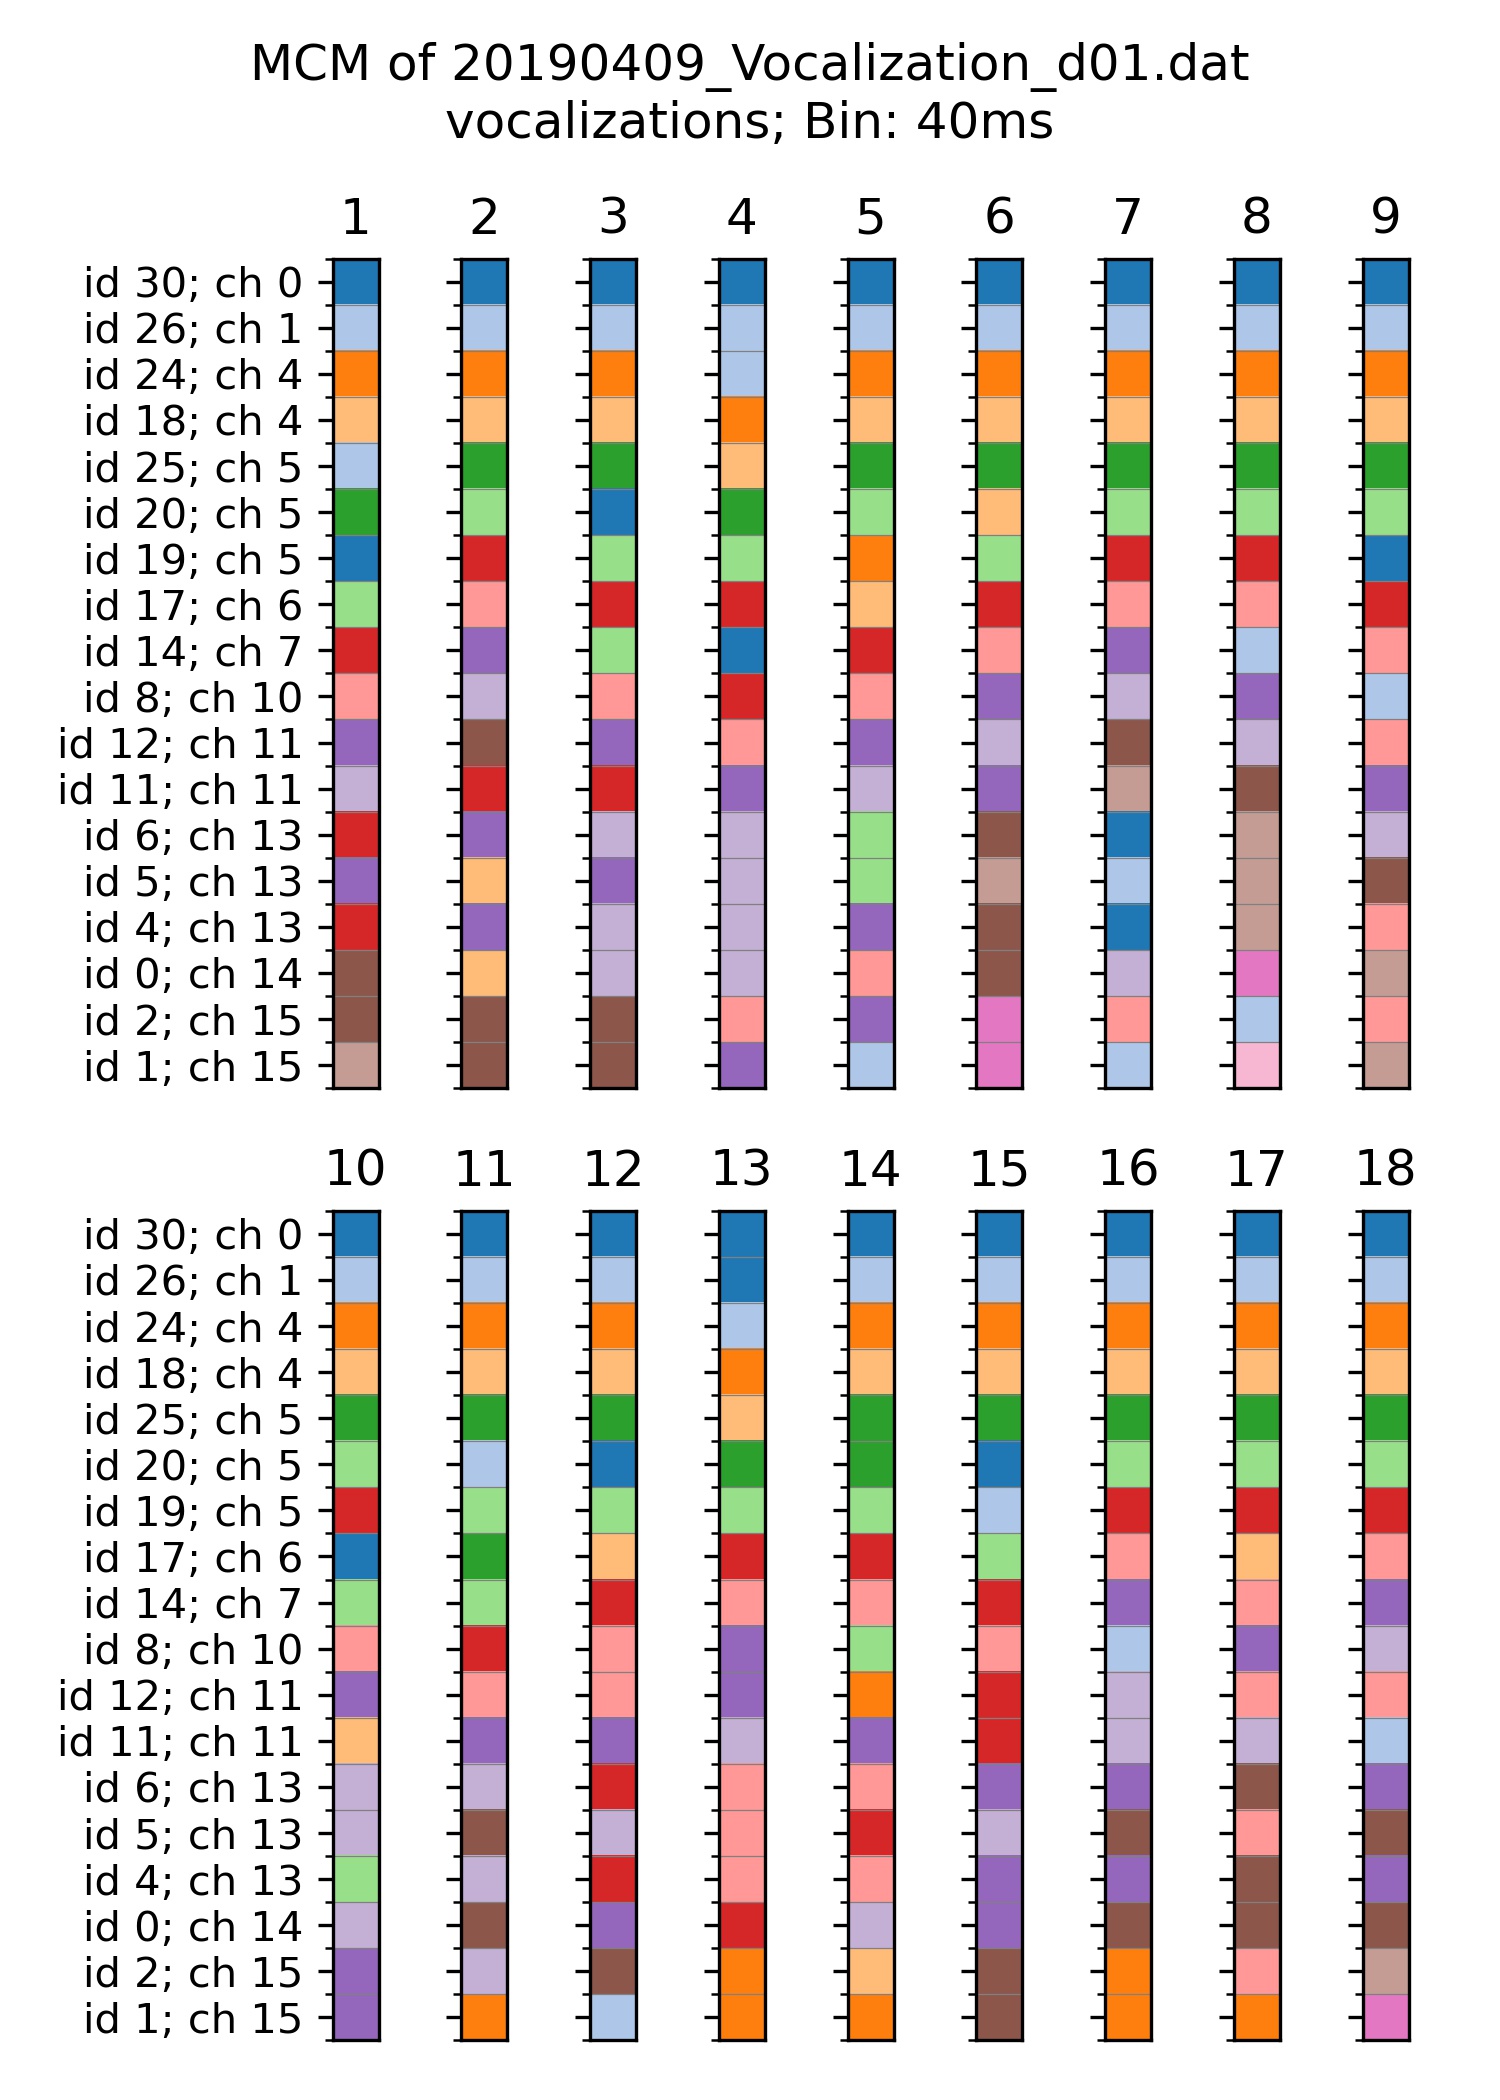 MCM of 20190409_Vocalization_d01.dat
vocalizations; Bin: 40ms
1 2 3 4 5 6 7 8 9
id 30; ch 0
id 26; ch 1
id 24; ch 4
id 18; ch 4
id 25; ch 5
id 20; ch 5
id 19; ch 5
id 17; ch 6
id 14; ch 7
id 8; ch 10
id 12; ch 11
id 11; ch 11
id 6; ch 13
id 5; ch 13
id 4; ch 13
id 0; ch 14
id 2; ch 15
id 1; ch 15
10 11 12 13 14 15 16 17 18
id 30; ch 0
id 26; ch 1
id 24; ch 4
id 18; ch 4
id 25; ch 5
id 20; ch 5
id 19; ch 5
id 17; ch 6
id 14; ch 7
id 8; ch 10
id 12; ch 11
id 11; ch 11
id 6; ch 13
id 5; ch 13
id 4; ch 13
id 0; ch 14
id 2; ch 15
id 1; ch 15